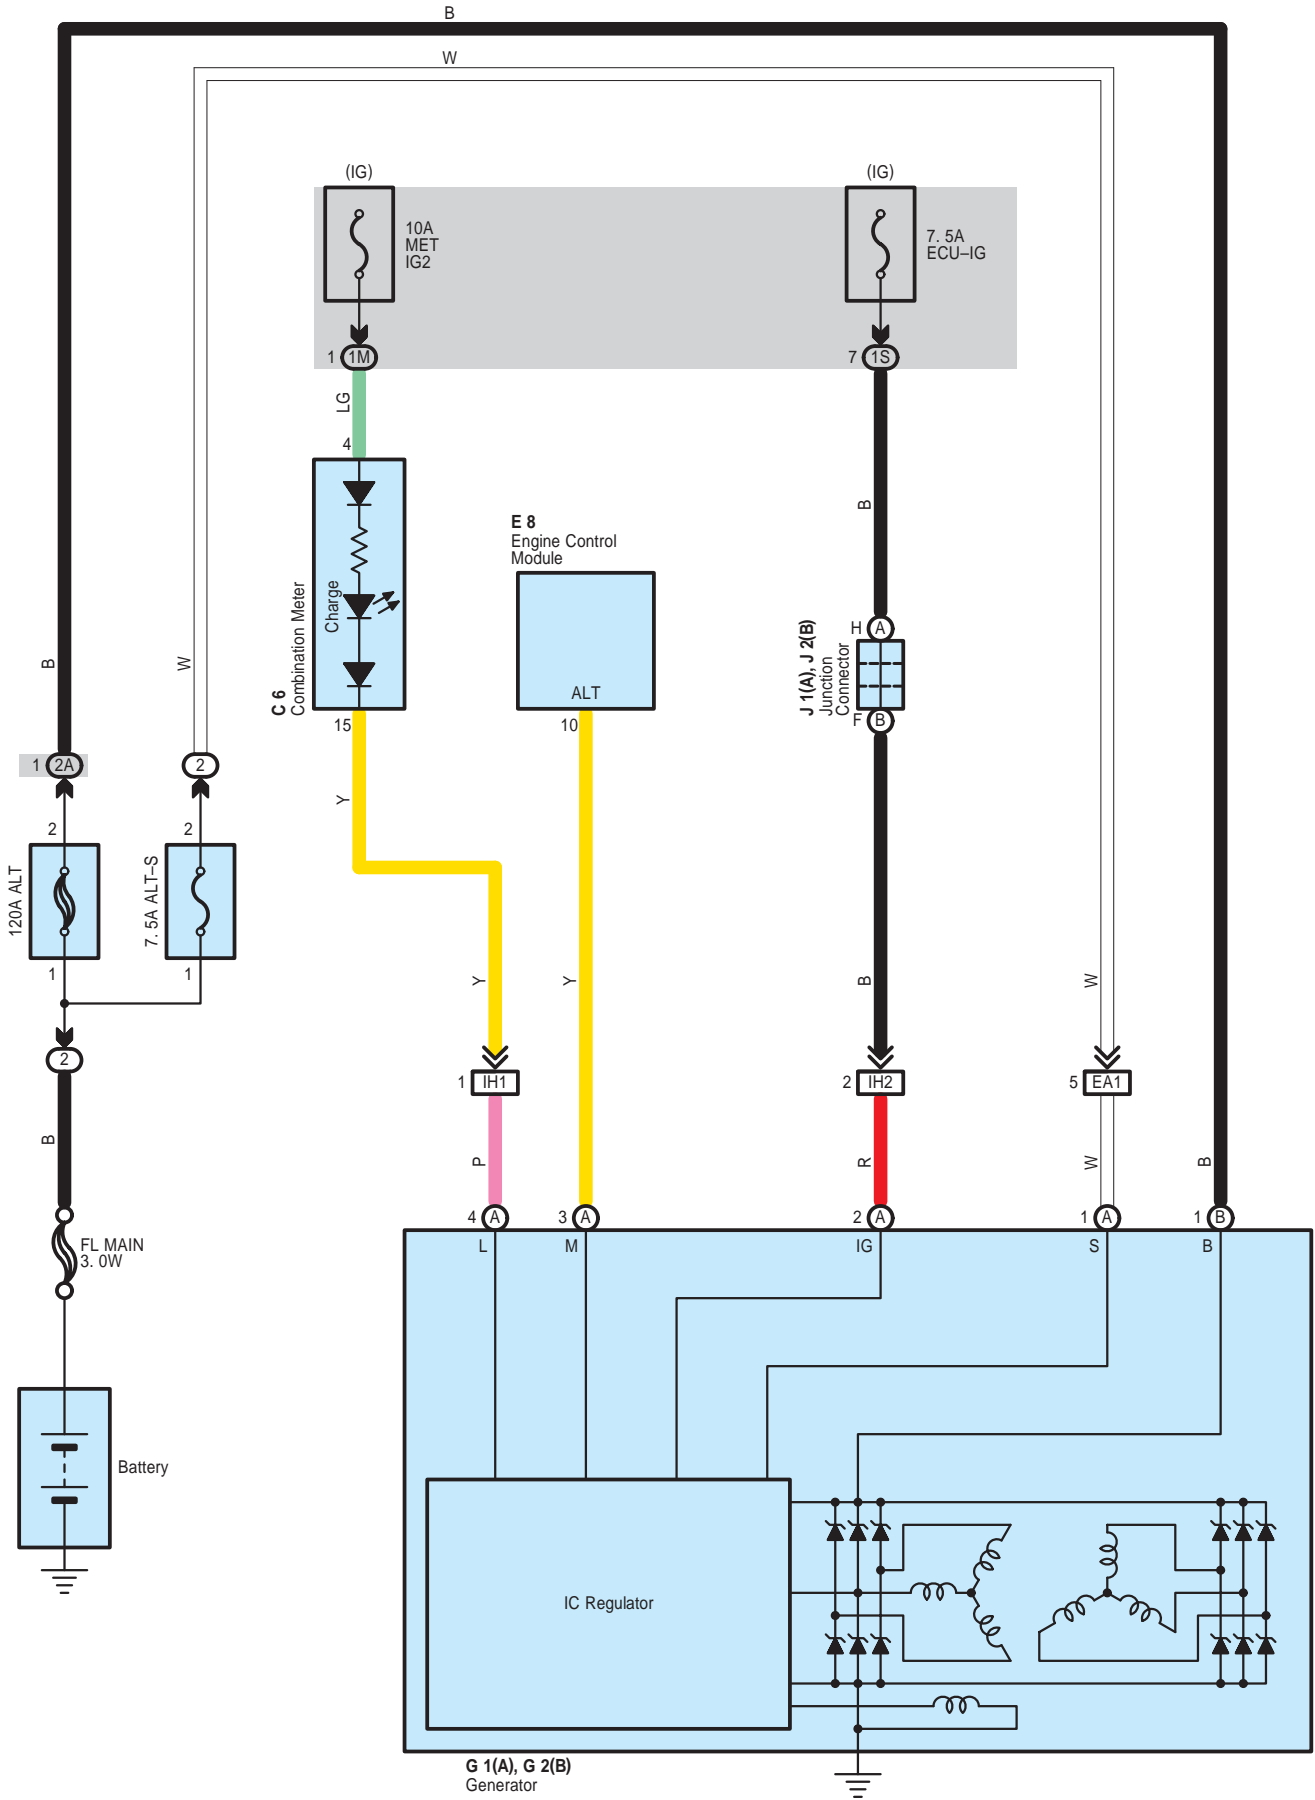 B
W
(IG)
(IG)
10A
MET
IG2
7. 5A
ECU–IG
1 1M
7 1S
LG
4
B
E 8
Engine Control
Module
Charge
C 6
Combination Meter
ALT
H A
J 1(A), J 2(B)
Junction
Connector
F B
B
W
15
10
1 2A
2
Y
2
2
120A ALT
7. 5A ALT–S
1
1
Y
Y
B
W
2
1 IH1
2 IH2
5 EA1
B
P
R
W
B
4 A
3 A
2 A
1 A
1 B
L
M
IG
S
B
FL MAIN
3. 0W
Battery
IC Regulator
G 1(A), G 2(B)
Generator